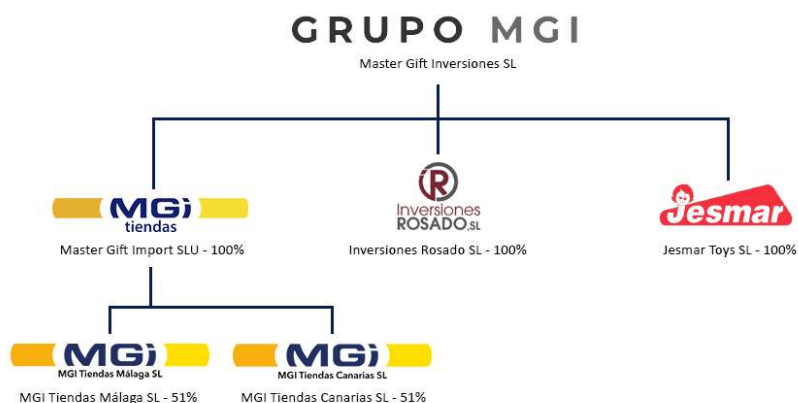 GRUPO MGI
Master Gift Inversiones SL
MGi
tiendas
Master Gift Import SLU - 100%
R
Inversiones
ROSADO,SL
Inversiones Rosado SL - 100%
Jesmar
Jesmar Toys SL - 100%
MGi
MGI Tiendas Málaga SL
MGI Tiendas Málaga SL - 51%
MGi
MGI Tiendas Canarias SL
MGI Tiendas Canarias SL - 51%